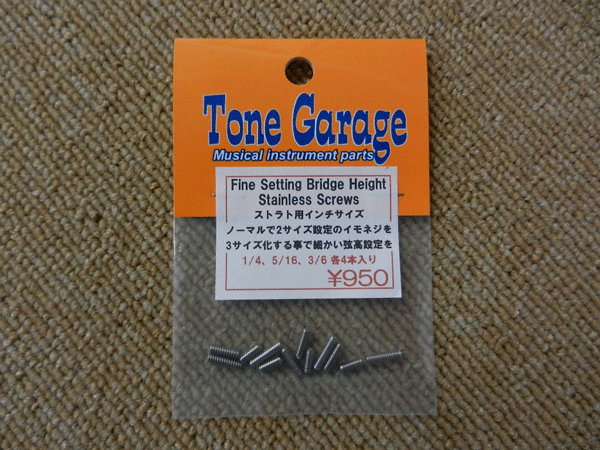 Tone Garage
Musical instrument parts
Fine Setting Bridge Height
Stainless Screws
ストラト用インチサイズ
ノーマルで2サイズ設定のイモネジを
3サイズ化する事で細かい弦高設定を
1/4、5/16、3/6 各4本入り
¥950